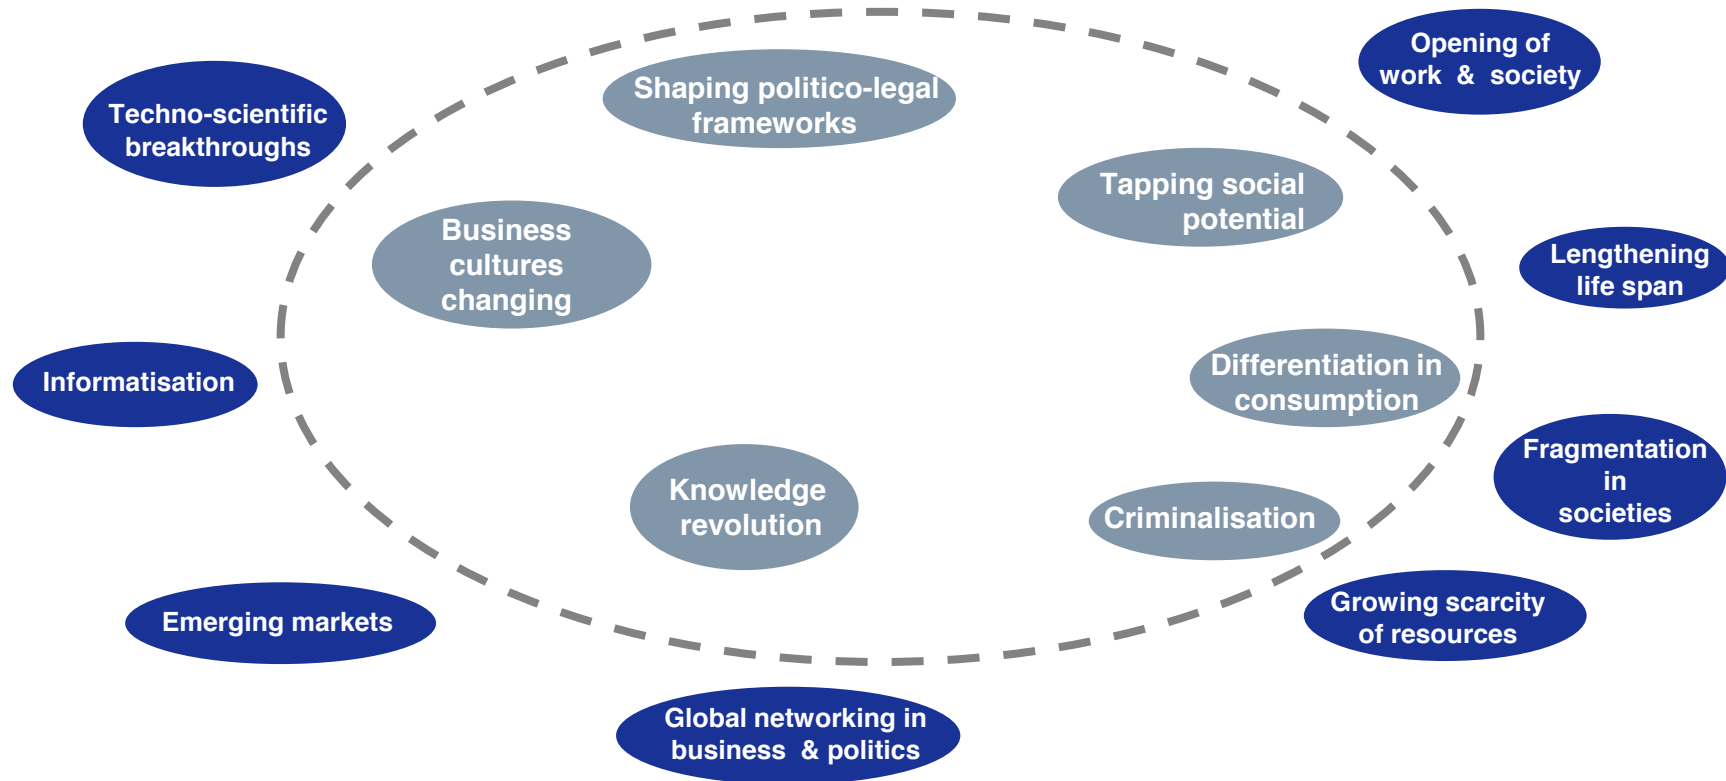 Opening of
work & society
Shaping politico-legal
frameworks
Techno-scientific
breakthroughs
Tapping social
potential
Business
cultures
changing
Lengthening
life span
Differentiation in
consumption
Informatisation
Fragmentation
in
societies
Knowledge
revolution
Criminalisation
Growing scarcity
of resources
Emerging markets
Global networking in
business & politics